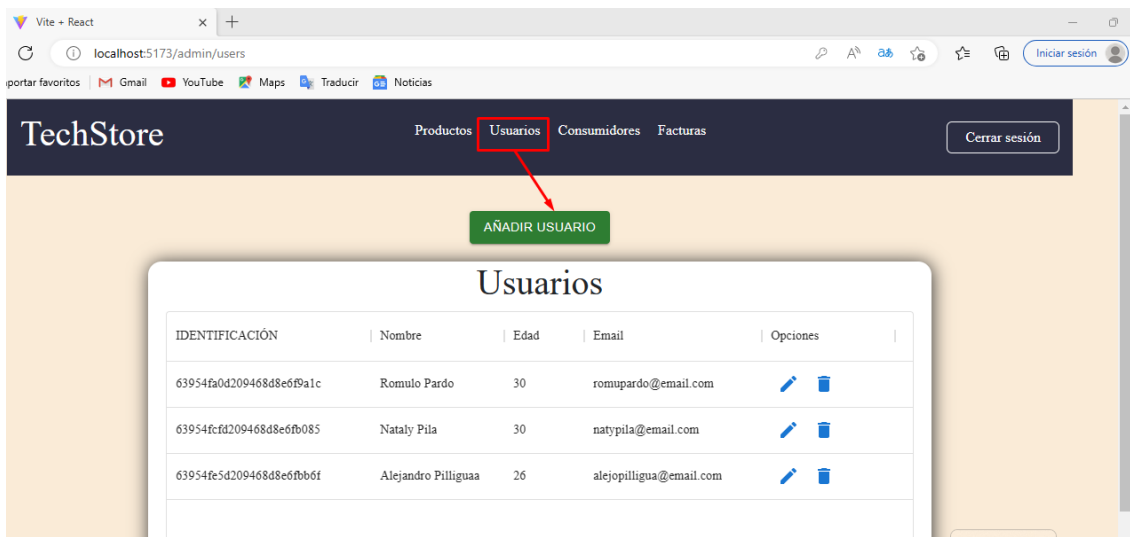 Vite + React
localhost:5173/admin/users
Iniciar sesión
portar favoritos Gmail YouTube Maps Traducir Noticias
TechStore Productos Usuarios Consumidores Facturas Cerrar sesión
AÑADIR USUARIO
Usuarios
IDENTIFICACIÓN Nombre Edad Email Opciones
63954fa0d209468d8e6f9a1c Romulo Pardo 30 romupardo@email.com
63954fcfd209468d8e6fb085 Nataly Pila 30 natypila@email.com
63954fe5d209468d8e6fbb6f Alejandro Pilliguaa 26 alejopilligua@email.com